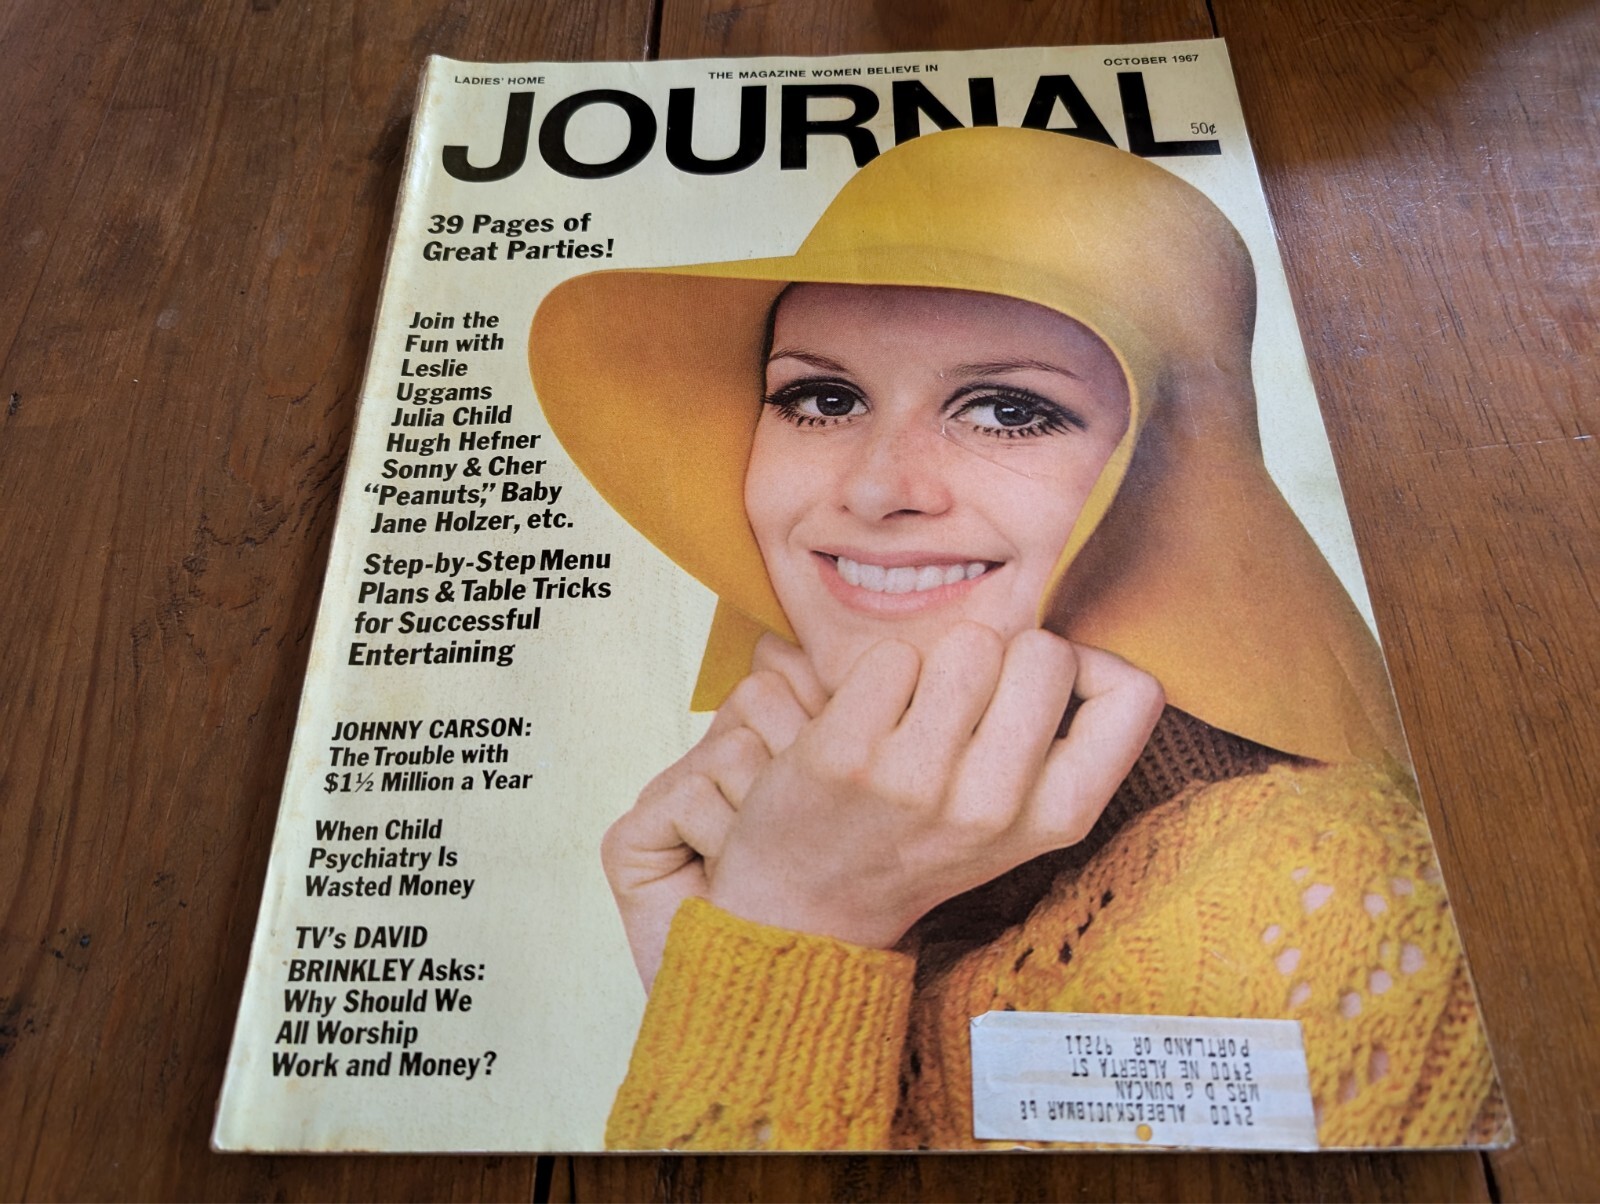 LADIES' HOME
THE MAGAZINE WOMEN BELIEVE IN
OCTOBER 1967
JOURNAL
50¢
39 Pages of
Great Parties!
Join the
Fun with
Leslie
Uggams
Julia Child
Hugh Hefner
Sonny & Cher
“Peanuts,” Baby
Jane Holzer, etc.
Step-by-Step Menu
Plans & Table Tricks
for Successful
Entertaining
JOHNNY CARSON:
The Trouble with
$1½ Million a Year
When Child
Psychiatry Is
Wasted Money
TV's DAVID
BRINKLEY Asks:
Why Should We
All Worship
Work and Money?
MRS D G DUNCAN
2900 NE ALBERTA ST
PORTLAND OR 97211